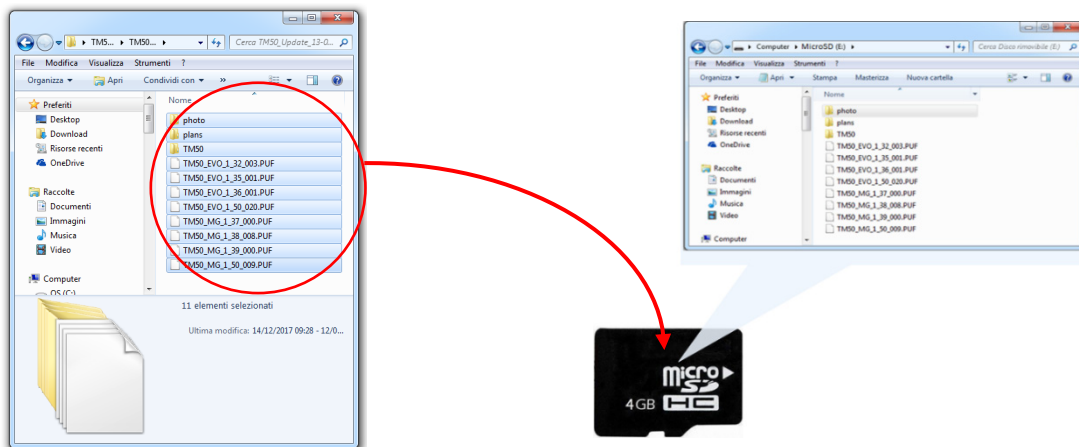 TM5... TM50... Cerca TM50_Update_13-0...
File Modifica Visualizza Strumenti ?
Organizza Apri Condividi con »
Preferiti
Desktop
Download
Risorse recenti
OneDrive
Raccolte
Documenti
Immagini
Musica
Video
Computer
OS (C:)
Nome
photo
plans
TM50
TM50_EVO_1_32_003.PUF
TM50_EVO_1_35_001.PUF
TM50_EVO_1_36_001.PUF
TM50_EVO_1_50_020.PUF
TM50_MG_1_37_000.PUF
TM50_MG_1_38_008.PUF
TM50_MG_1_39_000.PUF
TM50_MG_1_50_009.PUF
11 elementi selezionati
Ultima modifica: 14/12/2017 09:28 - 12/0...
Computer MicroSD (E:) Cerca Disco rimovibile (E:)
File Modifica Visualizza Strumenti ?
Organizza Apri Stampa Masterizza Nuova cartella
Preferiti
Desktop
Download
Risorse recenti
OneDrive
Raccolte
Documenti
Immagini
Musica
Video
Computer
Nome
photo
plans
TM50
TM50_EVO_1_32_003.PUF
TM50_EVO_1_35_001.PUF
TM50_EVO_1_36_001.PUF
TM50_EVO_1_50_020.PUF
TM50_MG_1_37_000.PUF
TM50_MG_1_38_008.PUF
TM50_MG_1_39_000.PUF
TM50_MG_1_50_009.PUF
micro
SD
4GB HC